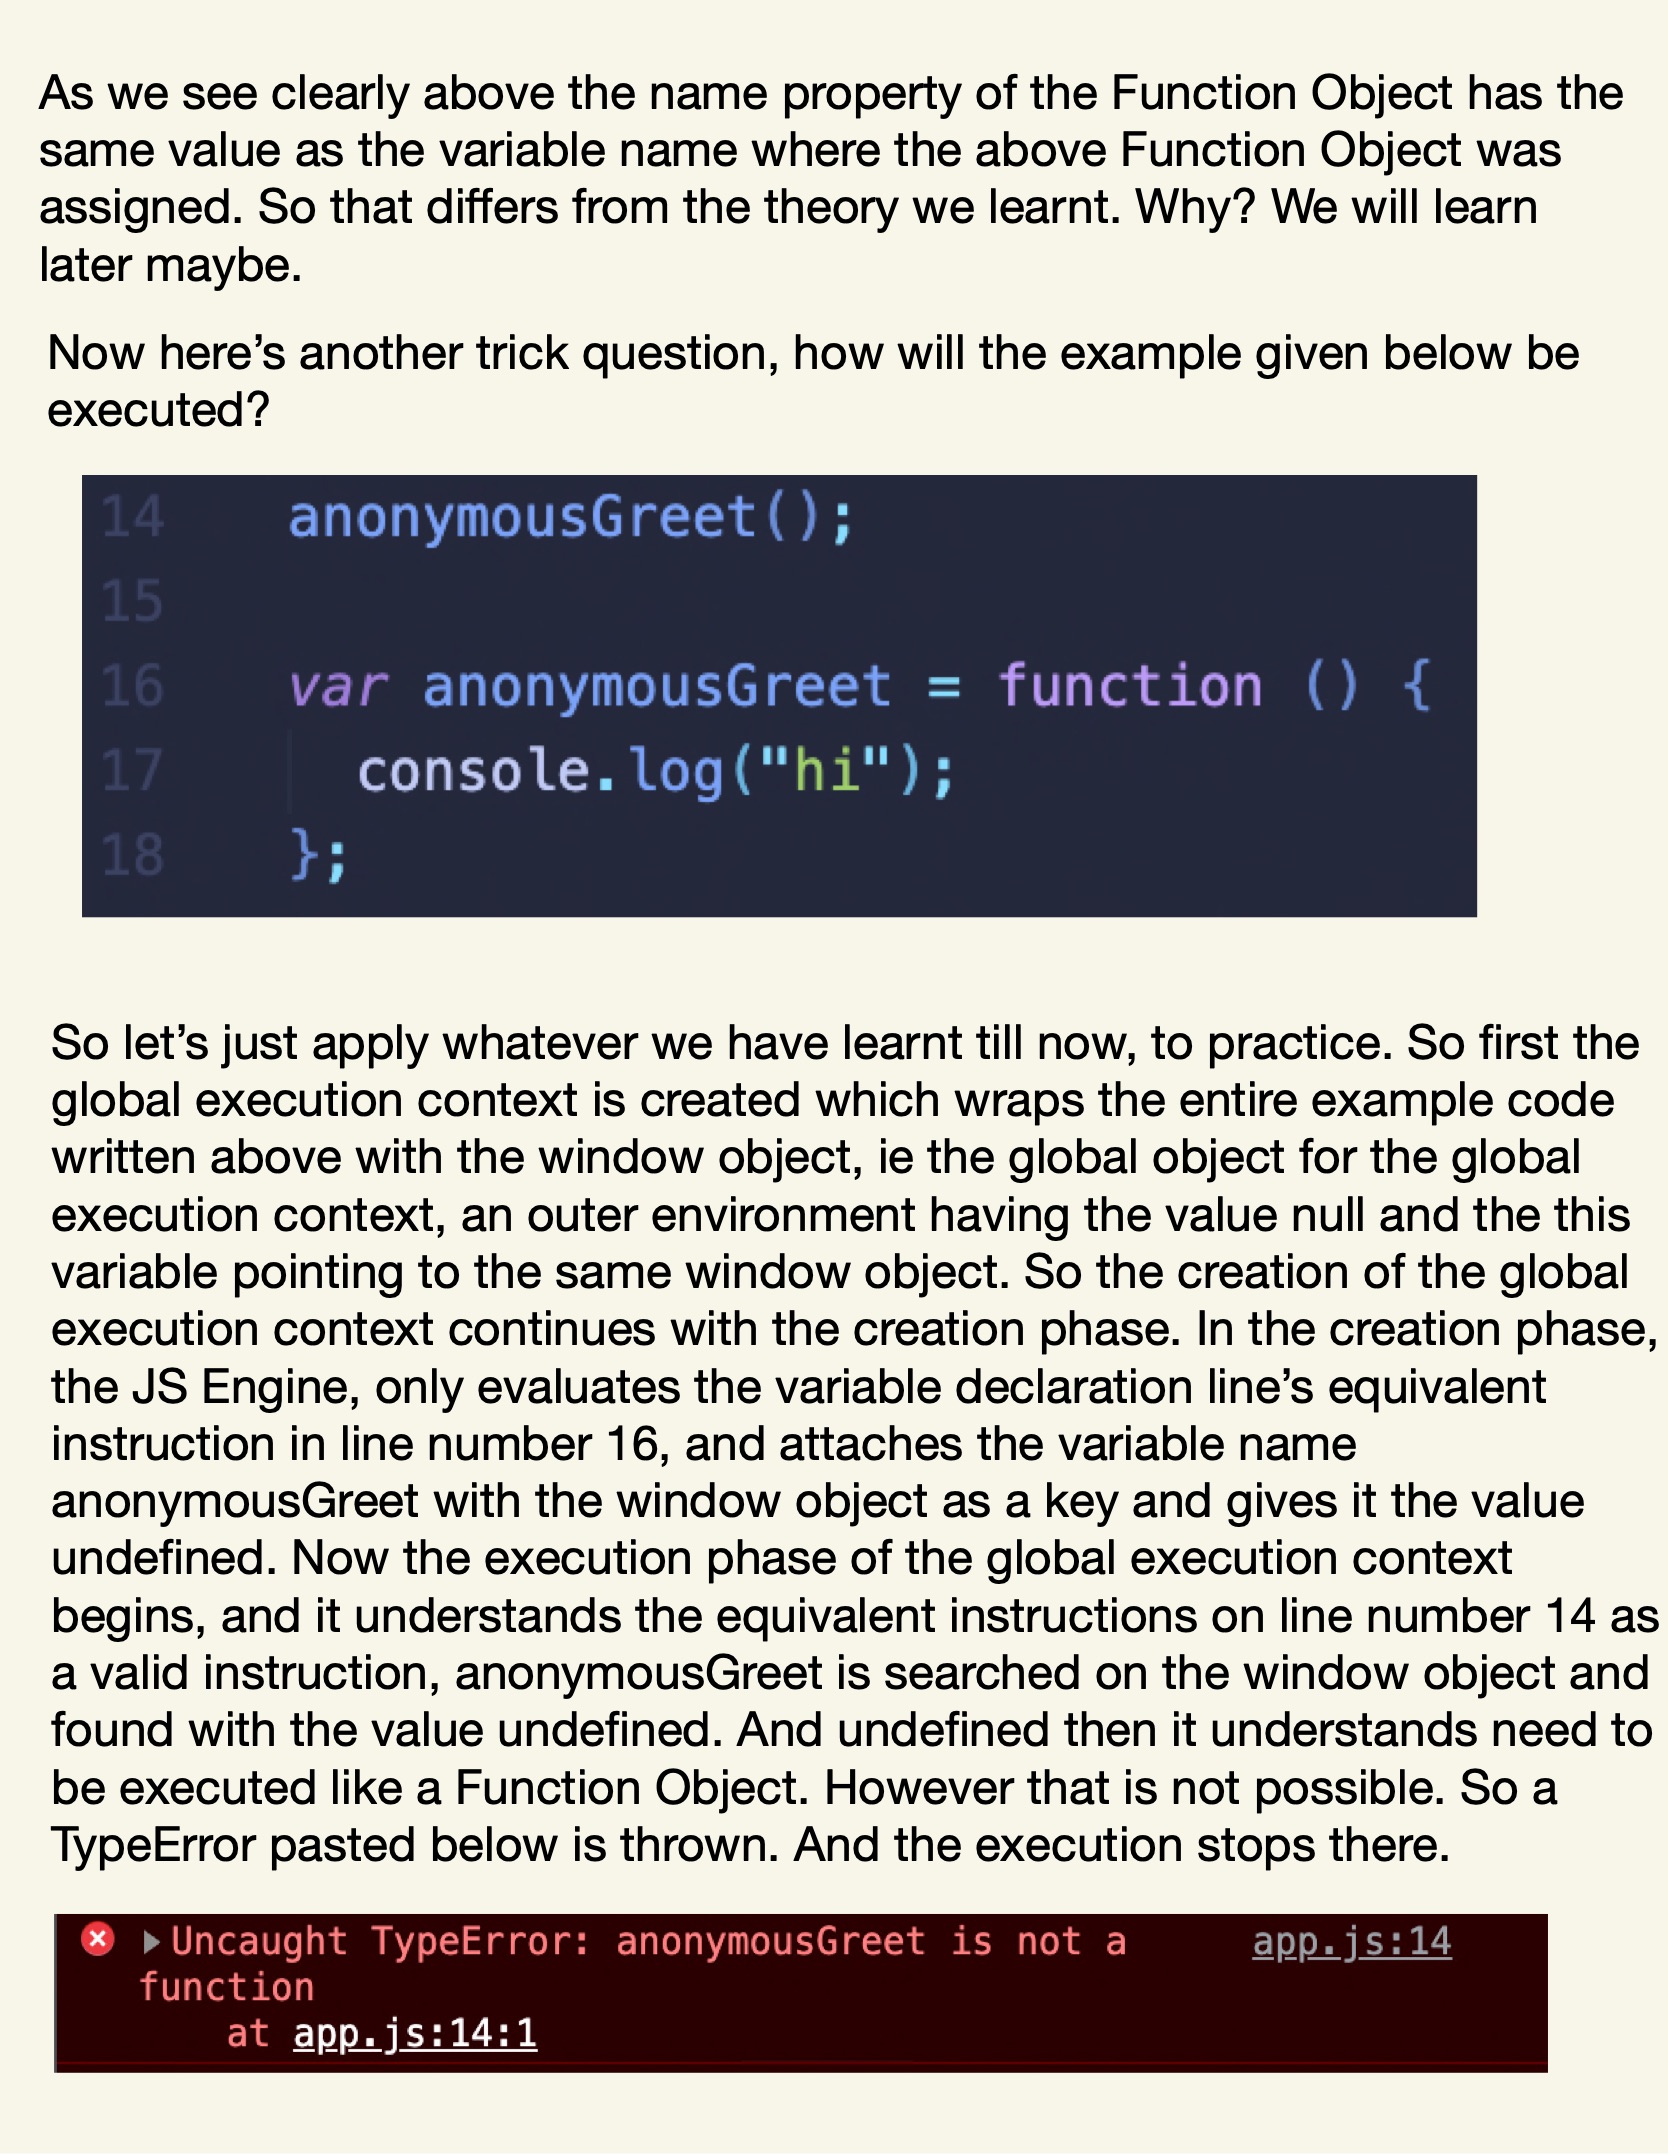 As we see clearly above the name property of the Function Object has the
same value as the variable name where the above Function Object was
assigned. So that differs from the theory we learnt. Why? We will learn
later maybe.
Now here’s another trick question, how will the example given below be
executed?
14 anonymousGreet();
15
16 var anonymousGreet = function () {
17 console.log("hi");
18 };
So let’s just apply whatever we have learnt till now, to practice. So first the
global execution context is created which wraps the entire example code
written above with the window object, ie the global object for the global
execution context, an outer environment having the value null and the this
variable pointing to the same window object. So the creation of the global
execution context continues with the creation phase. In the creation phase,
the JS Engine, only evaluates the variable declaration line’s equivalent
instruction in line number 16, and attaches the variable name
anonymousGreet with the window object as a key and gives it the value
undefined. Now the execution phase of the global execution context
begins, and it understands the equivalent instructions on line number 14 as
a valid instruction, anonymousGreet is searched on the window object and
found with the value undefined. And undefined then it understands need to
be executed like a Function Object. However that is not possible. So a
TypeError pasted below is thrown. And the execution stops there.
Uncaught TypeError: anonymousGreet is not a app.js:14
function
at app.js:14:1